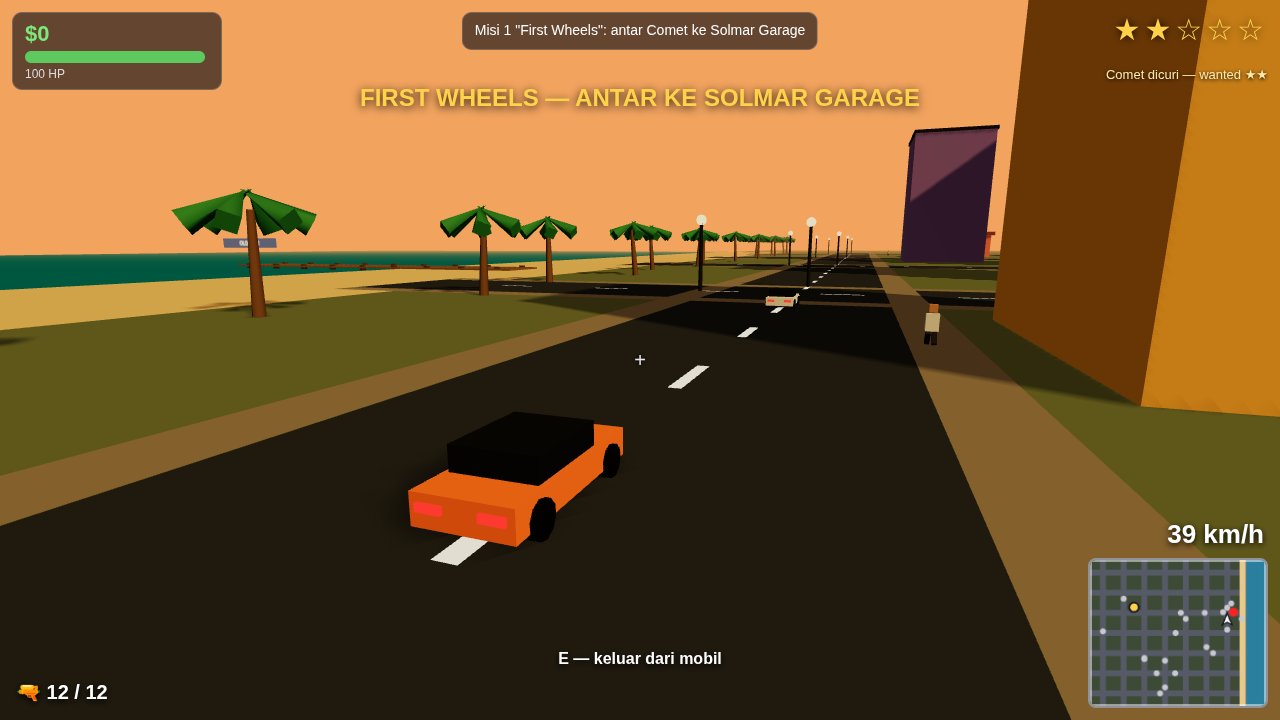 $0
100 HP
Misi 1 "First Wheels": antar Comet ke Solmar Garage
★★☆☆☆
Comet dicuri — wanted ★★
FIRST WHEELS — ANTAR KE SOLMAR GARAGE
+
39 km/h
E — keluar dari mobil
12 / 12